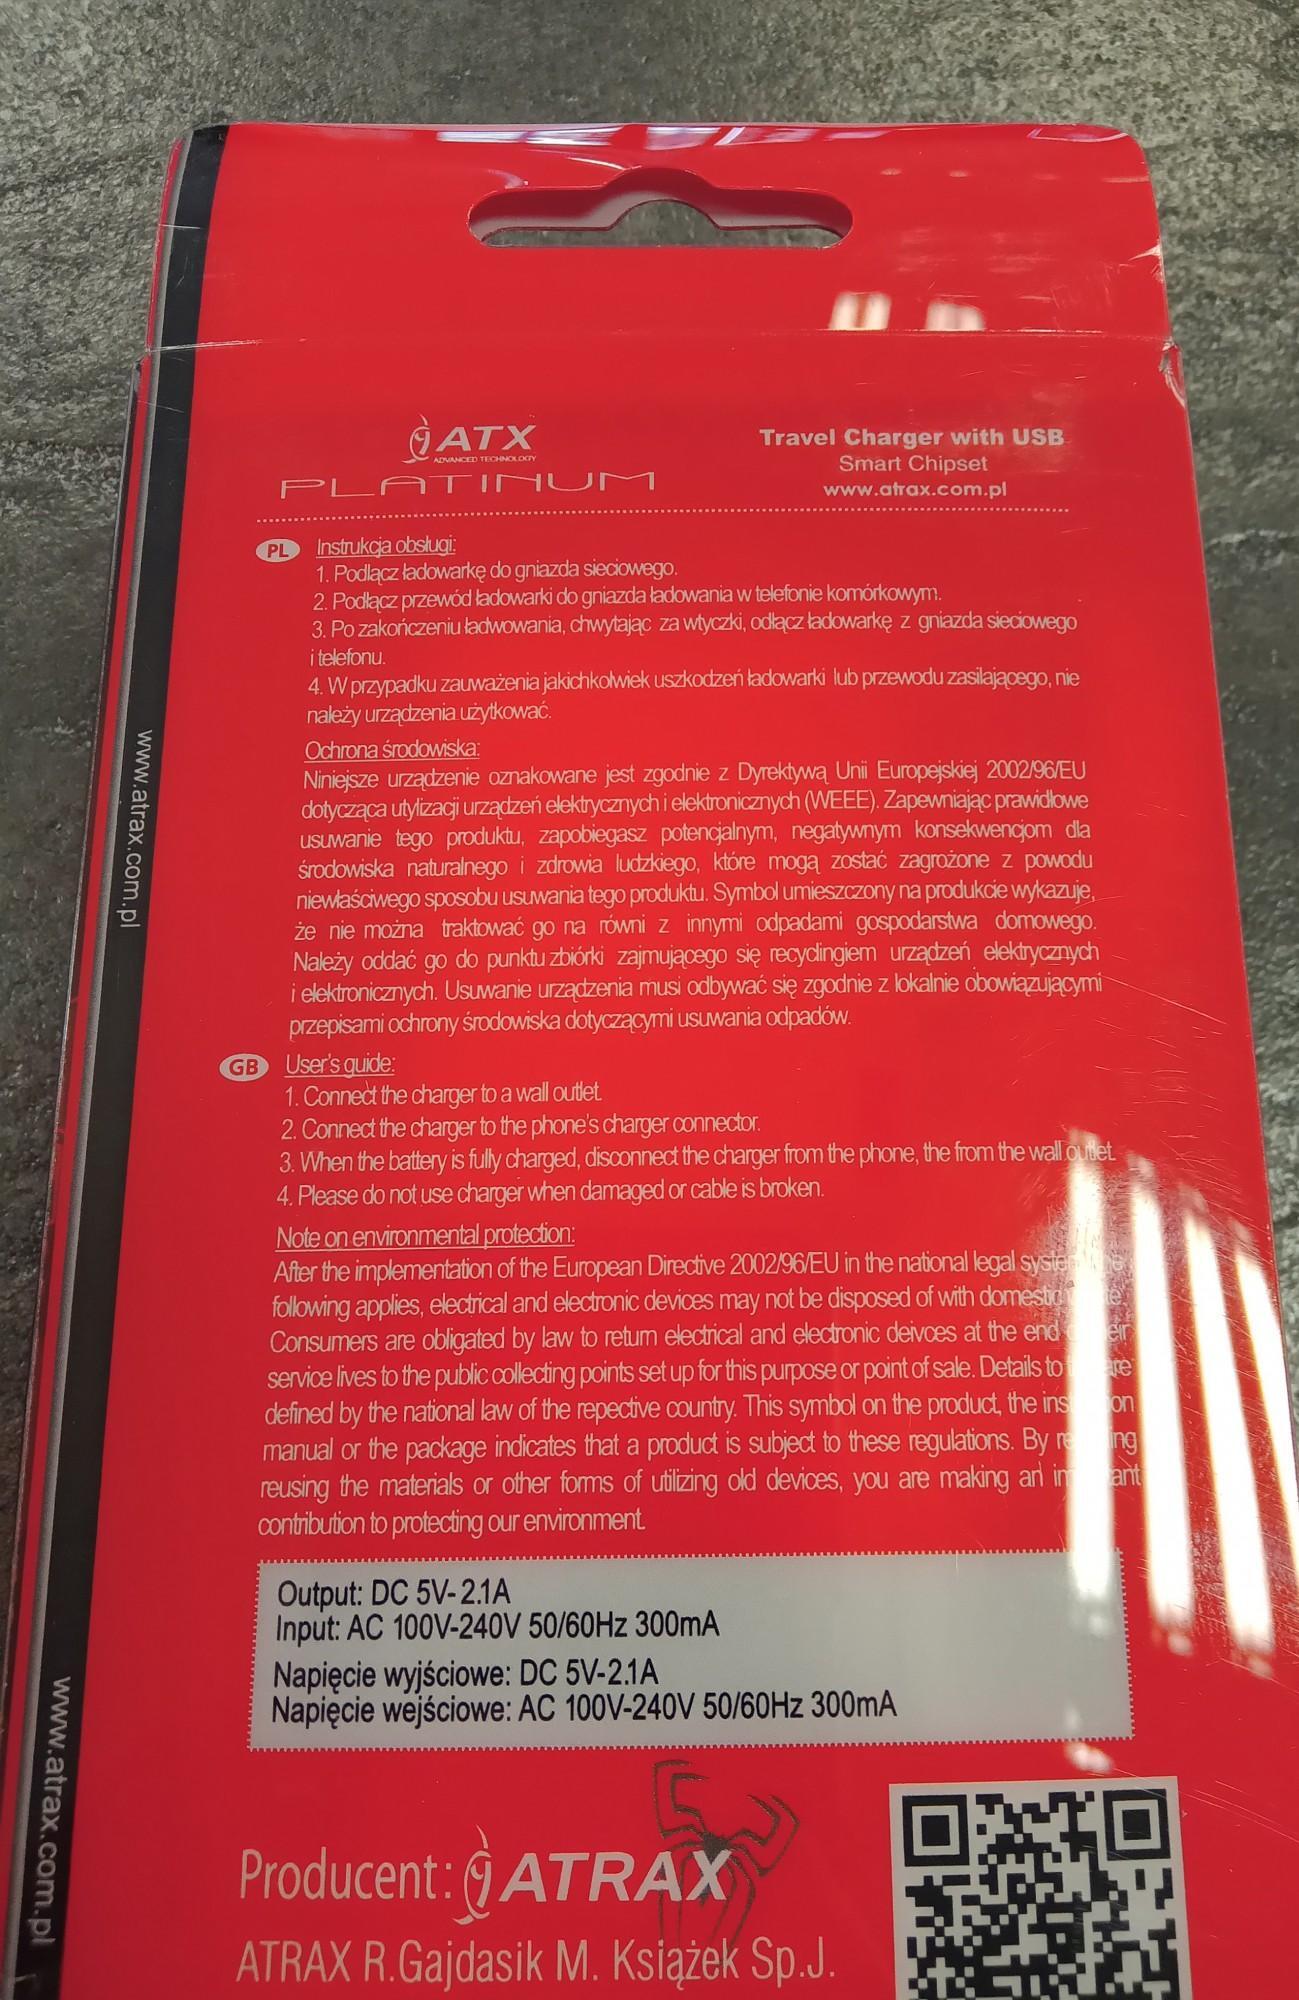 ATX
ADVANCED TECHNOLOGY
PLATINUM
Travel Charger with USB
Smart Chipset
www.atrax.com.pl
PL Instrukcja obsługi:
1. Podłącz ładowarkę do gniazda sieciowego.
2. Podłącz przewód ładowarki do gniazda ładowania w telefonie komórkowym.
3. Po zakończeniu ładwowania, chwytając za wtyczki, odłącz ładowarkę z gniazda sieciowego
i telefonu.
4. W przypadku zauważenia jakichkolwiek uszkodzeń ładowarki lub przewodu zasilającego, nie
należy urządzenia użytkować.
Ochrona środowiska:
Niniejsze urządzenie oznakowane jest zgodnie z Dyrektywą Unii Europejskiej 2002/96/EU
dotycząca utylizacji urządzeń elektrycznych i elektronicznych (WEEE). Zapewniając prawidłowe
usuwanie tego produktu, zapobiegasz potencjalnym, negatywnym konsekwencjom dla
środowiska naturalnego i zdrowia ludzkiego, które mogą zostać zagrożone z powodu
niewłaściwego sposobu usuwania tego produktu. Symbol umieszczony na produkcie wykazuje,
że nie można traktować go na równi z innymi odpadami gospodarstwa domowego.
Należy oddać go do punktu zbiórki zajmującego się recyclingiem urządzeń elektrycznych
i elektronicznych. Usuwanie urządzenia musi odbywać się zgodnie z lokalnie obowiązującymi
przepisami ochrony środowiska dotyczącymi usuwania odpadów.
GB User's guide:
1. Connect the charger to a wall outlet.
2. Connect the charger to the phone's charger connector.
3. When the battery is fully charged, disconnect the charger from the phone, the from the wall outlet.
4. Please do not use charger when damaged or cable is broken.
Note on environmental protection:
After the implementation of the European Directive 2002/96/EU in the national legal
following applies, electrical and electronic devices may not be disposed of with domestic
Consumers are obligated by law to return electrical and electronic deivces at the end
service lives to the public collecting points set up for this purpose or point of sale. Details to
defined by the national law of the repective country. This symbol on the product, the
manual or the package indicates that a product is subject to these regulations. By
reusing the materials or other forms of utilizing old devices, you are making an
contribution to protecting our environment.
Output: DC 5V-2.1A
Input: AC 100V-240V 50/60Hz 300mA
Napięcie wyjściowe: DC 5V-2.1A
Napięcie wejściowe: AC 100V-240V 50/60Hz 300mA
Producent: ATRAX
ATRAX R.Gajdasik M. Książek Sp.J.
www.atrax.com.pl
www.atrax.com.pl